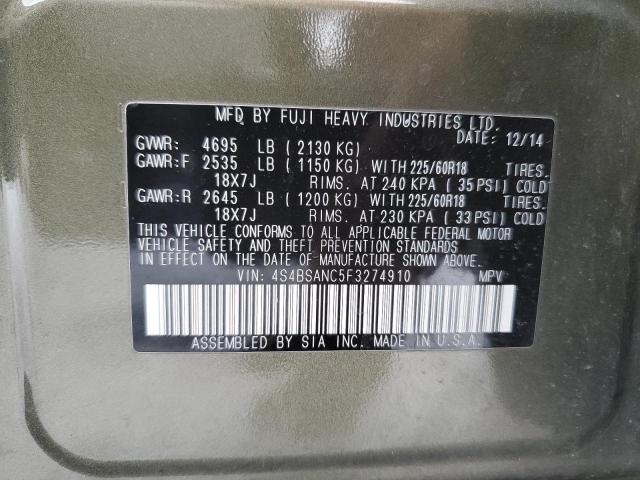 MFD BY FUJI HEAVY INDUSTRIES LTD.
DATE: 12/14
GVWR: 4695 LB ( 2130 KG)
GAWR:F 2535 LB ( 1150 KG) WITH 225/60R18 TIRES.
18X7J RIMS. AT 240 KPA ( 35 PSI) COLD
GAWR:R 2645 LB ( 1200 KG) WITH 225/60R18 TIRES.
18X7J RIMS. AT 230 KPA ( 33 PSI) COLD
THIS VEHICLE CONFORMS TO ALL APPLICABLE FEDERAL MOTOR
VEHICLE SAFETY AND THEFT PREVENTION STANDARDS
IN EFFECT ON THE DATE OF MANUFACTURE SHOWN ABOVE.
VIN: 4S4BSANC5F3274910 MPV
ASSEMBLED BY SIA INC. MADE IN U.S.A.